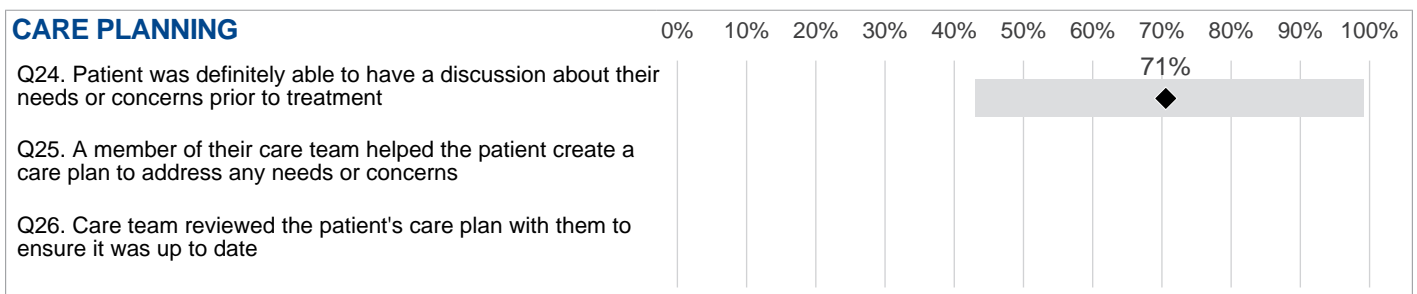 CARE PLANNING
0% 10% 20% 30% 40% 50% 60% 70% 80% 90% 100%
Q24. Patient was definitely able to have a discussion about their
needs or concerns prior to treatment
71%
Q25. A member of their care team helped the patient create a
care plan to address any needs or concerns
Q26. Care team reviewed the patient's care plan with them to
ensure it was up to date